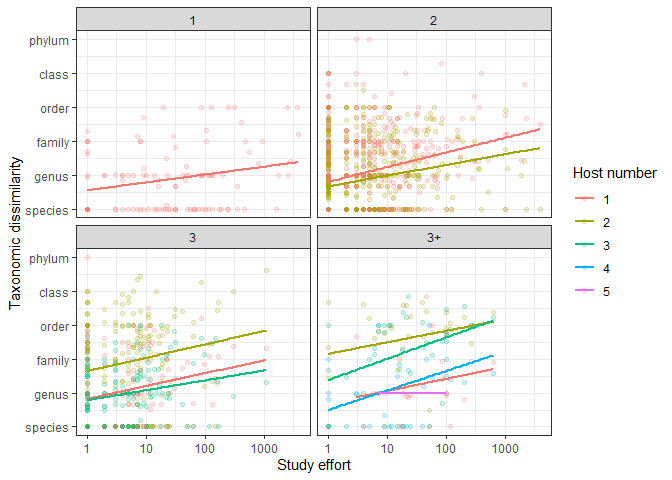 1
2
phylum
class
order
family
genus
species
3
3+
phylum
class
order
family
genus
species
1
10
100
1000
1
10
100
1000
Study effort
Taxonomic dissimilarity
Host number
1
2
3
4
5